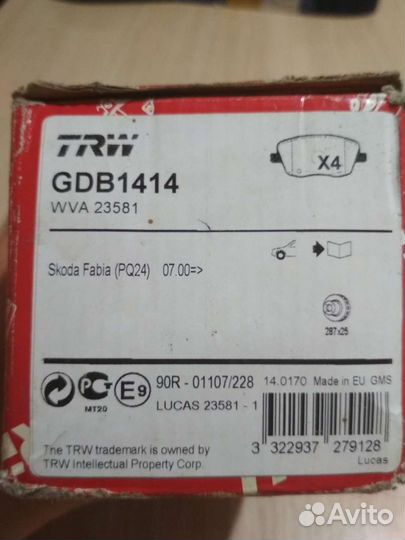 TRW
X4
GDB1414
WVA 23581
Skoda Fabia (PQ24) 07.00=>
287x25
90R - 01107/228 14.0170 Made in EU GMS
PCT
MT20
E9
LUCAS 23581 - 1
The TRW trademark is owned by
TRW Intellectual Property Corp.
3 322937 279128
Lucas
Avito